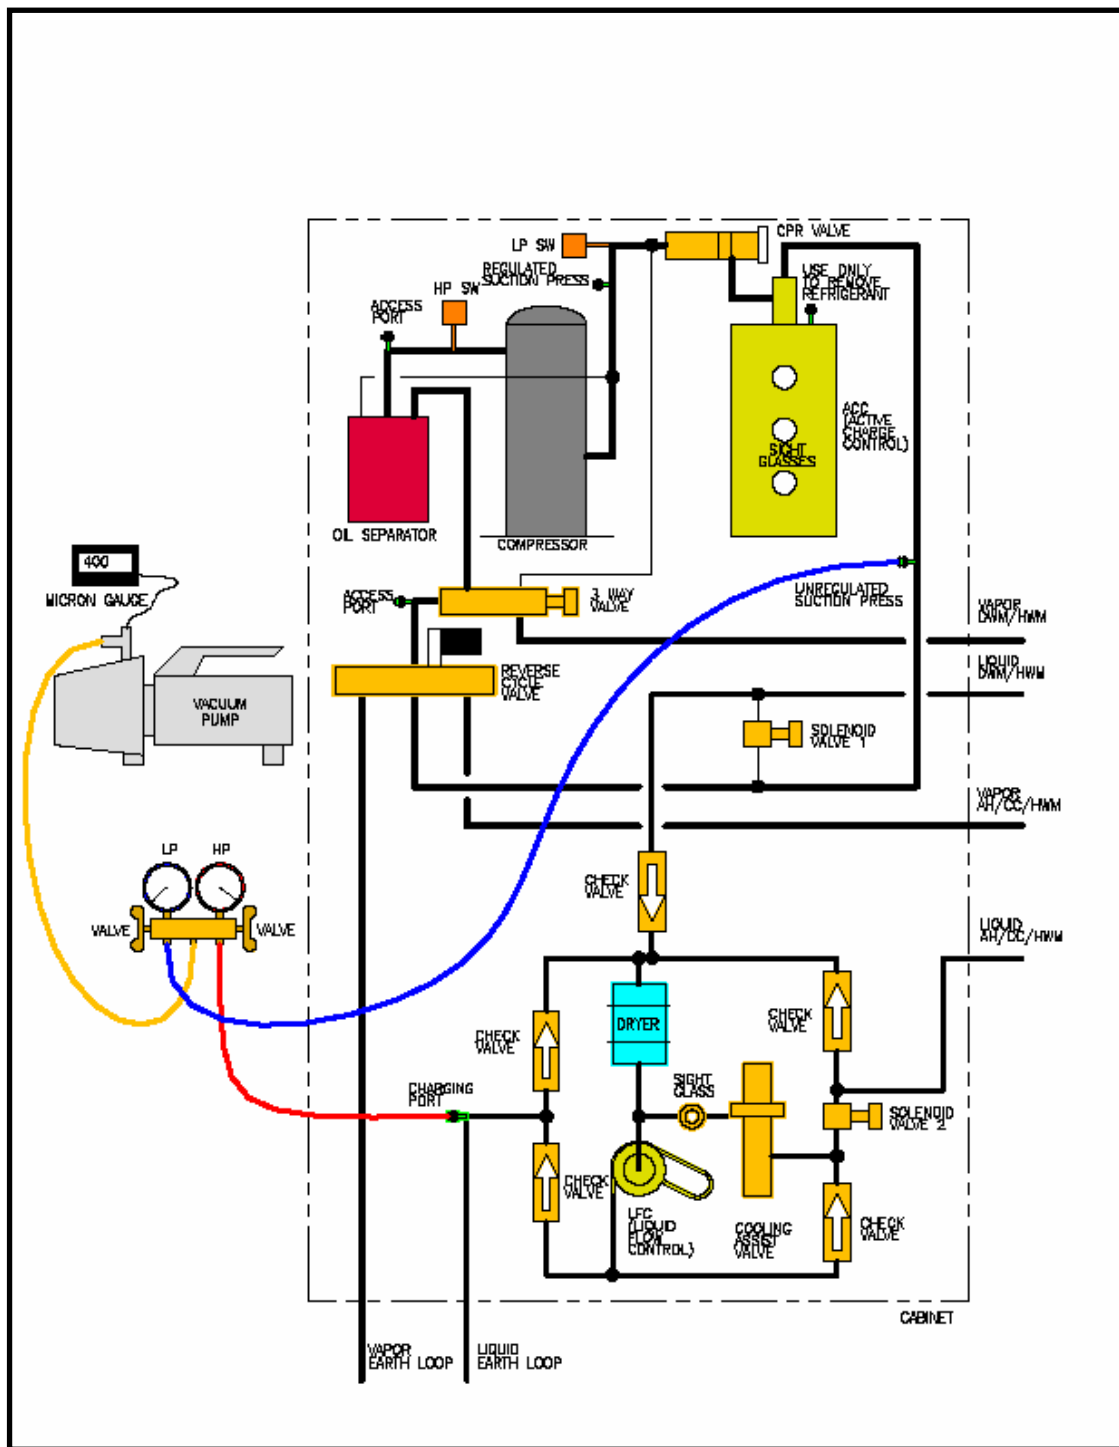 CPR VALVE
LP SW
REGULATED
SUCTION PRESS
USE ONLY
TO REMOVE
REFRIGERANT
HP SW
ACCESS
PORT
ACC
(ACTIVE
CHARGE
CONTROL)
SIGHT
GLASSES
OIL SEPARATOR
COMPRESSOR
400
MICRON GAUGE
ACCESS
PORT
3 WAY
VALVE
UNREGULATED
SUCTION PRESS
VAPOR
DWM/HWM
REVERSE
CYCLE
VALVE
LIQUID
DWM/HWM
VACUUM
PUMP
SOLENOID
VALVE 1
VAPOR
AH/CC/HWM
LP
HP
CHECK
VALVE
VALVE
VALVE
LIQUID
AH/CC/HWM
CHECK
VALVE
DRYER
CHECK
VALVE
CHARGING
PORT
SIGHT
GLASS
SOLENOID
VALVE 2
CHECK
VALVE
LFC
(LIQUID
FLOW
CONTROL)
COOLING
ASSIST
VALVE
CHECK
VALVE
CABINET
VAPOR
EARTH LOOP
LIQUID
EARTH LOOP